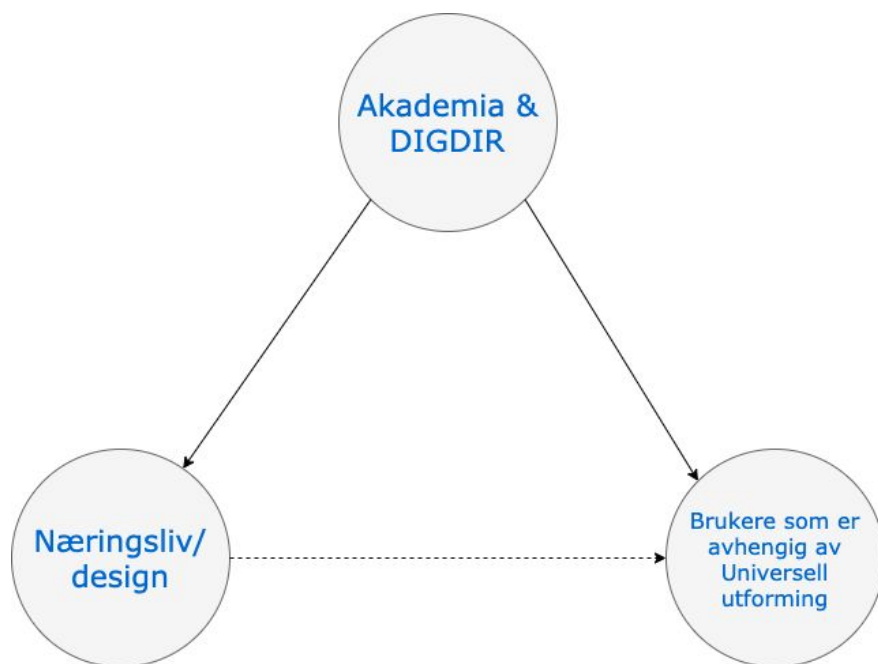 Akademia &
DIGDIR
Næringsliv/
design
Brukere som er
avhengig av
Universell
utforming